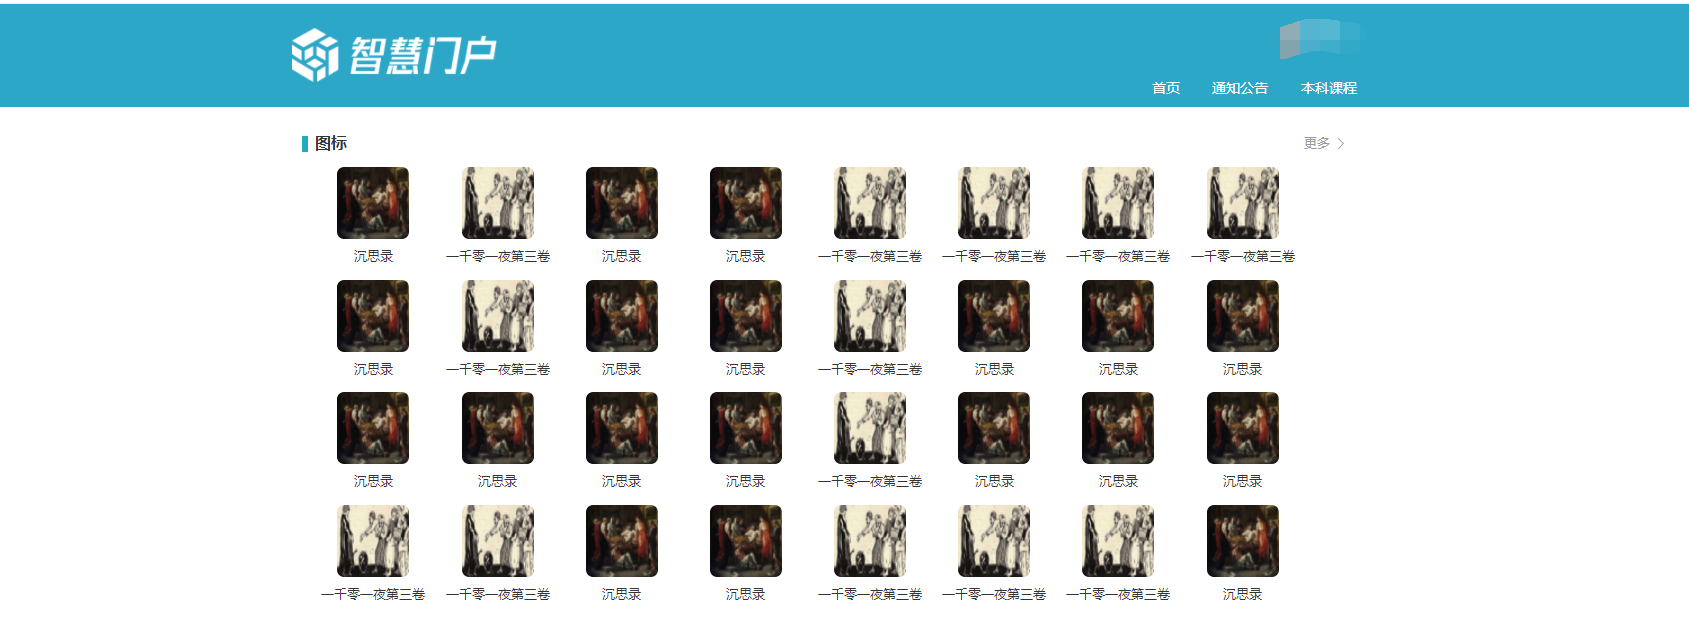 智慧门户
首页 通知公告 本科课程
图标 更多
沉思录 一千零一夜第三卷 沉思录 沉思录 一千零一夜第三卷 一千零一夜第三卷 一千零一夜第三卷 一千零一夜第三卷
沉思录 一千零一夜第三卷 沉思录 沉思录 一千零一夜第三卷 沉思录 沉思录 沉思录
沉思录 沉思录 沉思录 沉思录 一千零一夜第三卷 沉思录 沉思录 沉思录
一千零一夜第三卷 一千零一夜第三卷 沉思录 沉思录 一千零一夜第三卷 一千零一夜第三卷 一千零一夜第三卷 沉思录